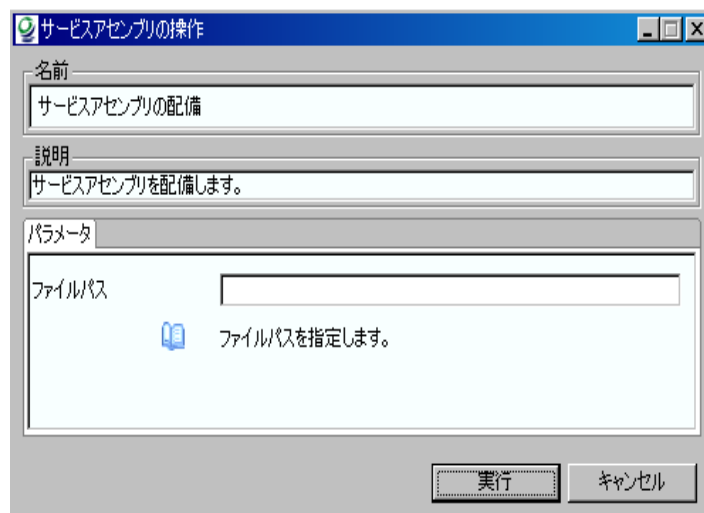 サービスアセンブリの操作
名前
サービスアセンブリの配備
説明
サービスアセンブリを配備します。
パラメータ
ファイルパス
ファイルパスを指定します。
実行
キャンセル